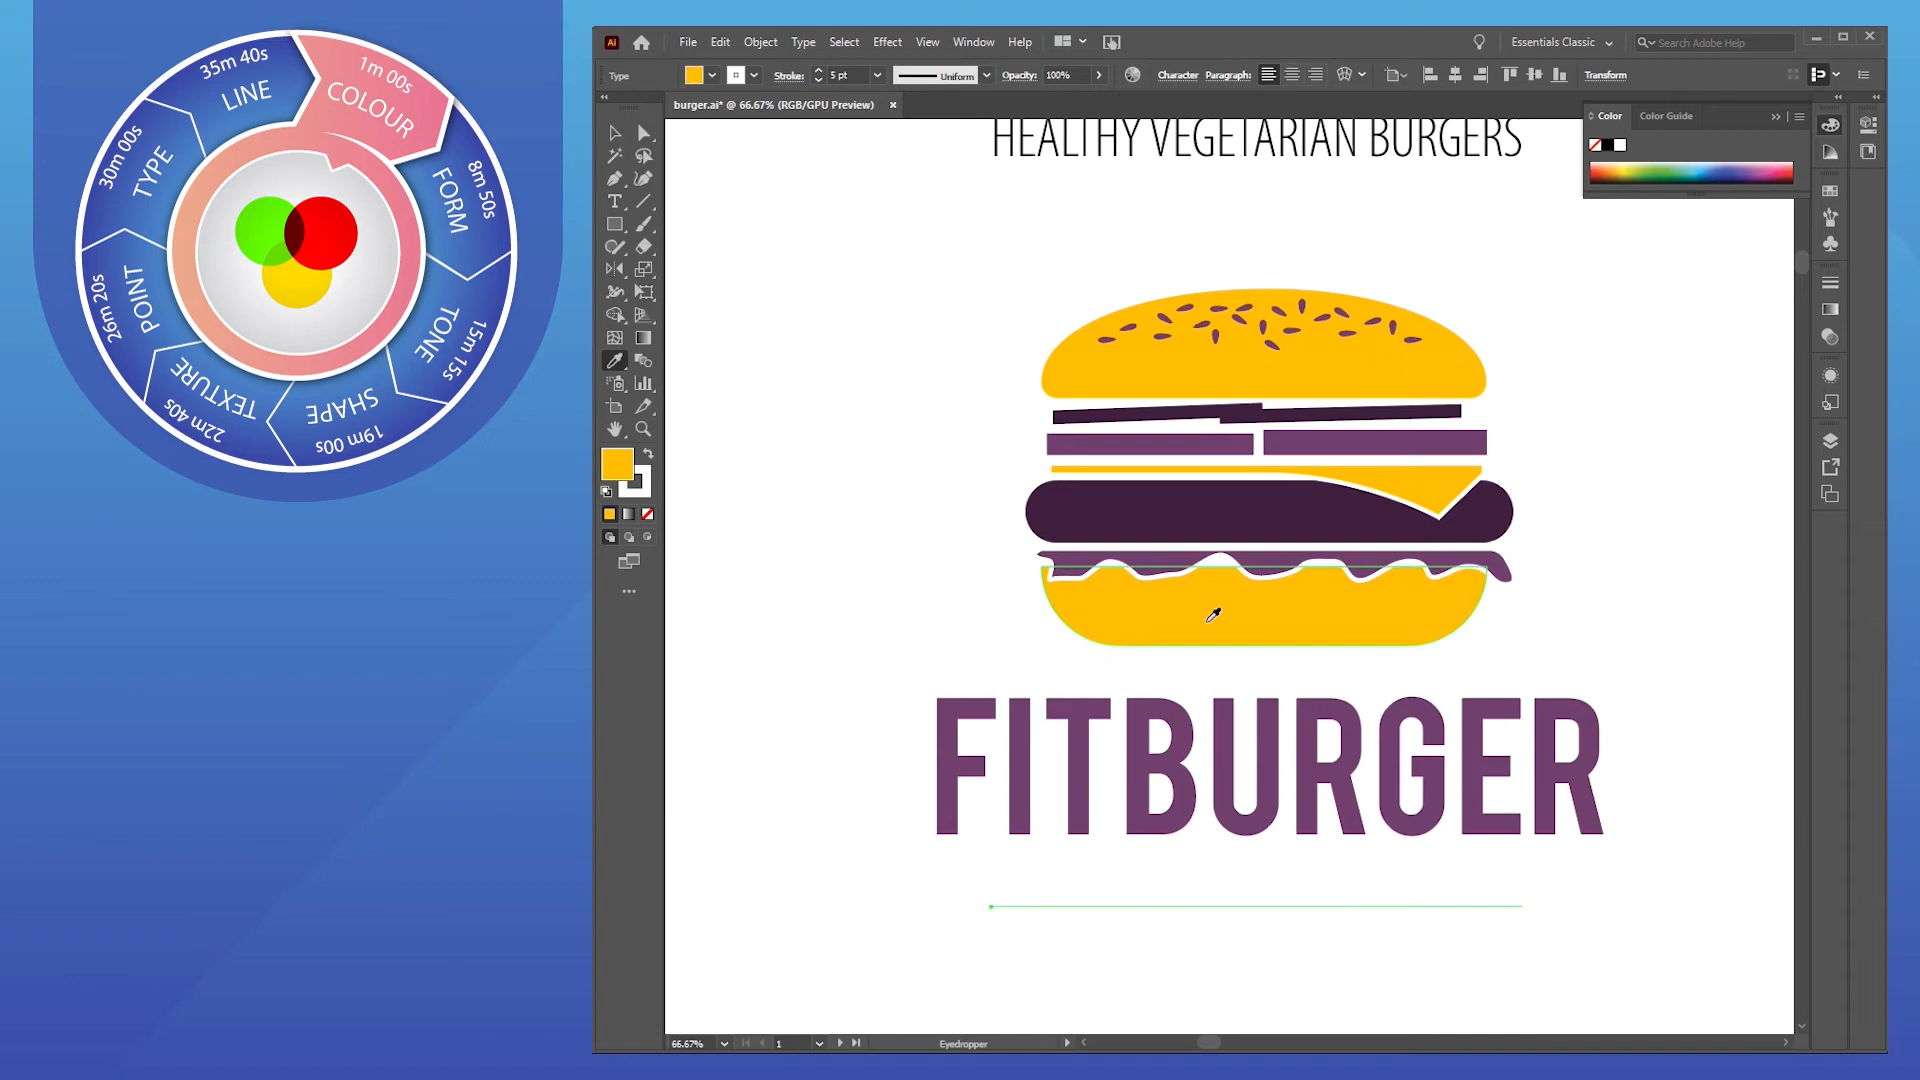 1m 00s
COLOUR
8m 50s
FORM
15m 15s
TONE
19m 00s
SHAPE
22m 40s
TEXTURE
26m 20s
POINT
30m 00s
TYPE
35m 40s
LINE
Ai File Edit Object Type Select Effect View Window Help Essentials Classic Search Adobe Help
Type Stroke: 5 pt Uniform Opacity: 100% Character Paragraph: Transform
burger.ai* @ 66.67% (RGB/GPU Preview)
Color Color Guide
HEALTHY VEGETARIAN BURGERS
FITBURGER
66.67% 1 Eyedropper